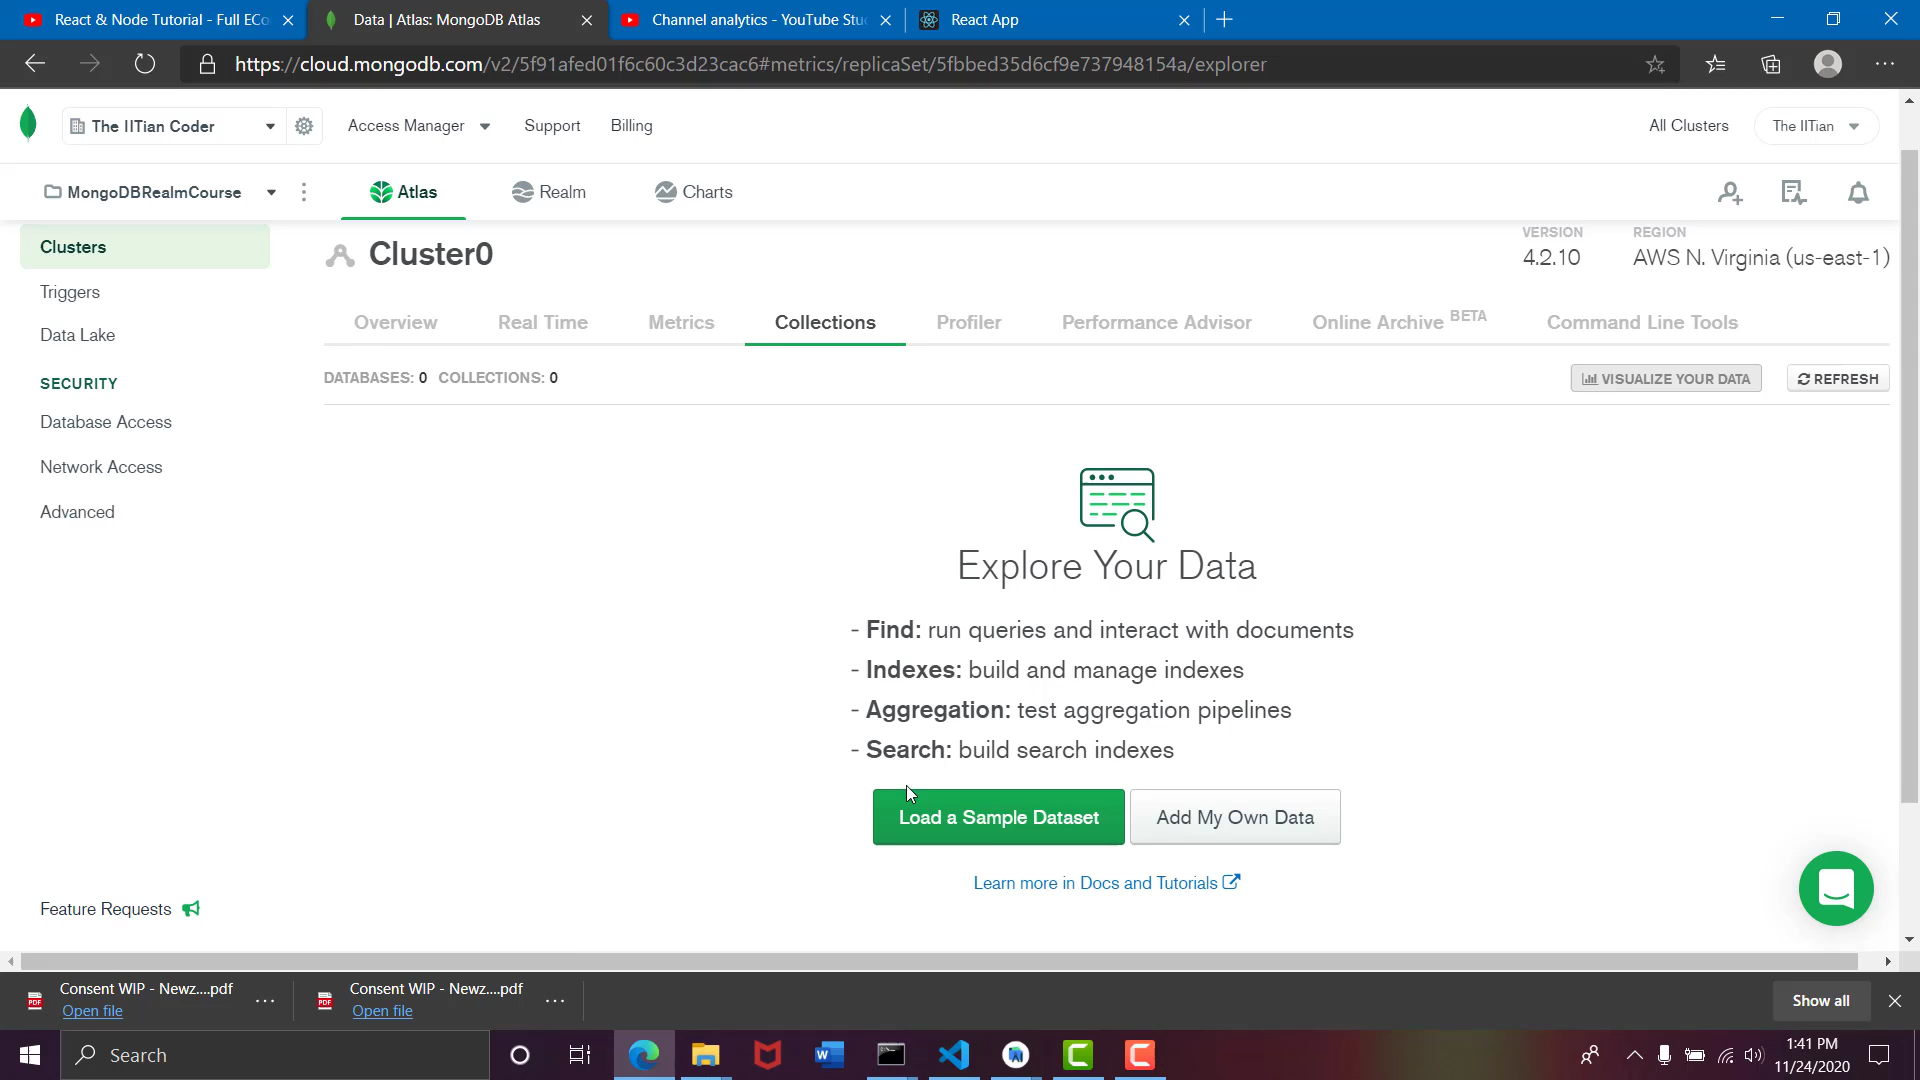 React & Node Tutorial - Full ECo
Data | Atlas: MongoDB Atlas
Channel analytics - YouTube Stu
React App
https://cloud.mongodb.com/v2/5f91afed01f6c60c3d23cac6#metrics/replicaSet/5fbbed35d6cf9e737948154a/explorer
The IITian Coder
Access Manager
Support
Billing
All Clusters
The IITian
MongoDBRealmCourse
Atlas
Realm
Charts
Clusters
Triggers
Data Lake
SECURITY
Database Access
Network Access
Advanced
Feature Requests
Cluster0
VERSION
4.2.10
REGION
AWS N. Virginia (us-east-1)
Overview
Real Time
Metrics
Collections
Profiler
Performance Advisor
Online Archive BETA
Command Line Tools
DATABASES: 0 COLLECTIONS: 0
VISUALIZE YOUR DATA
REFRESH
Explore Your Data
- Find: run queries and interact with documents
- Indexes: build and manage indexes
- Aggregation: test aggregation pipelines
- Search: build search indexes
Load a Sample Dataset
Add My Own Data
Learn more in Docs and Tutorials
Consent WIP - Newz....pdf
Open file
Consent WIP - Newz....pdf
Open file
Show all
Search
1:41 PM
11/24/2020